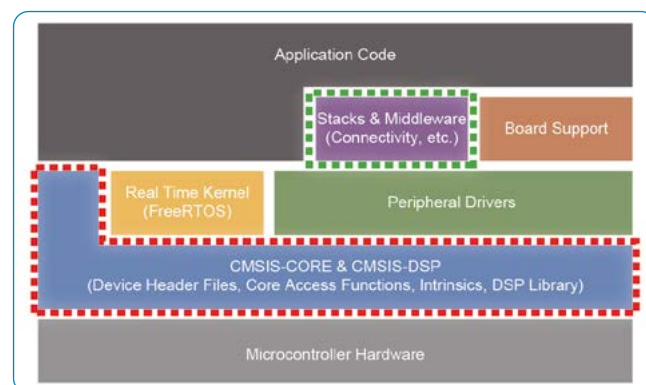 Application Code
Stacks & Middleware
(Connectivity, etc.)
Board Support
Real Time Kernel
(FreeRTOS)
Peripheral Drivers
CMSIS-CORE & CMSIS-DSP
(Device Header Files, Core Access Functions, Intrinsics, DSP Library)
Microcontroller Hardware